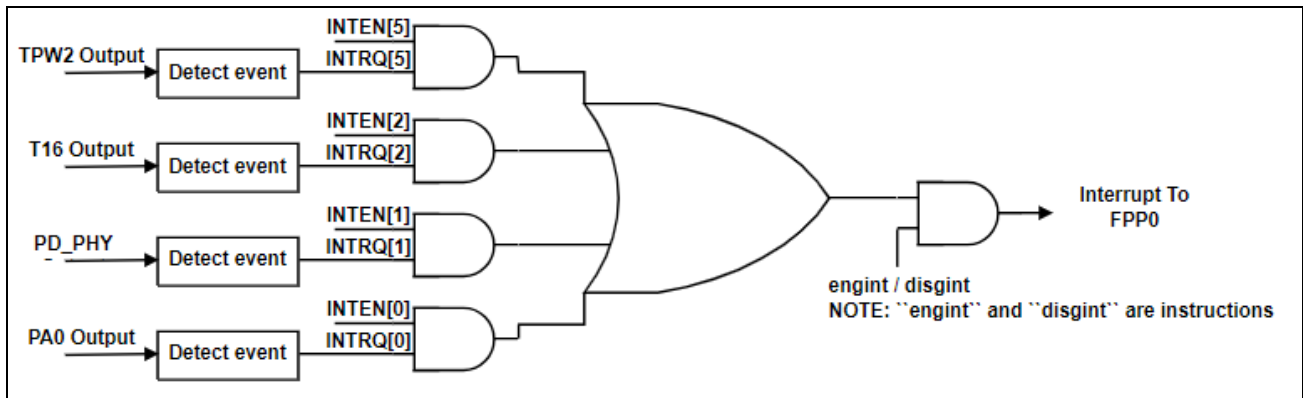 TPW2 Output
Detect event
INTEN[5]
INTRQ[5]
T16 Output
Detect event
INTEN[2]
INTRQ[2]
PD_PHY
Detect event
INTEN[1]
INTRQ[1]
PA0 Output
Detect event
INTEN[0]
INTRQ[0]
Interrupt To
FPP0
engint / disgint
NOTE: ``engint`` and ``disgint`` are instructions